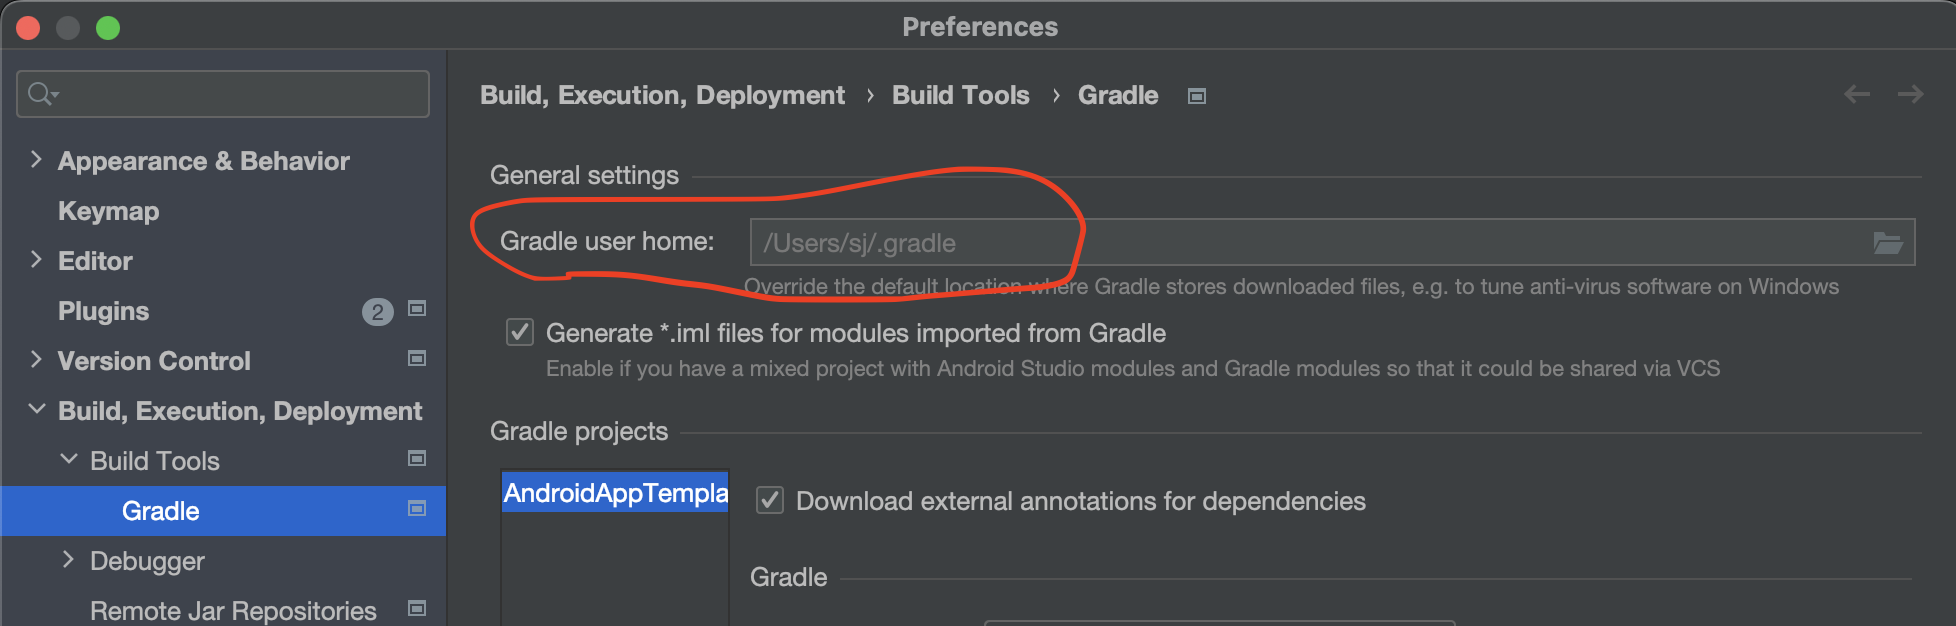 Preferences
Build, Execution, Deployment › Build Tools › Gradle
Appearance & Behavior
Keymap
Editor
Plugins 2
Version Control
Build, Execution, Deployment
Build Tools
Gradle
Debugger
Remote Jar Repositories
General settings
Gradle user home: /Users/sj/.gradle
Override the default location where Gradle stores downloaded files, e.g. to tune anti-virus software on Windows
Generate *.iml files for modules imported from Gradle
Enable if you have a mixed project with Android Studio modules and Gradle modules so that it could be shared via VCS
Gradle projects
AndroidAppTempla
Download external annotations for dependencies
Gradle